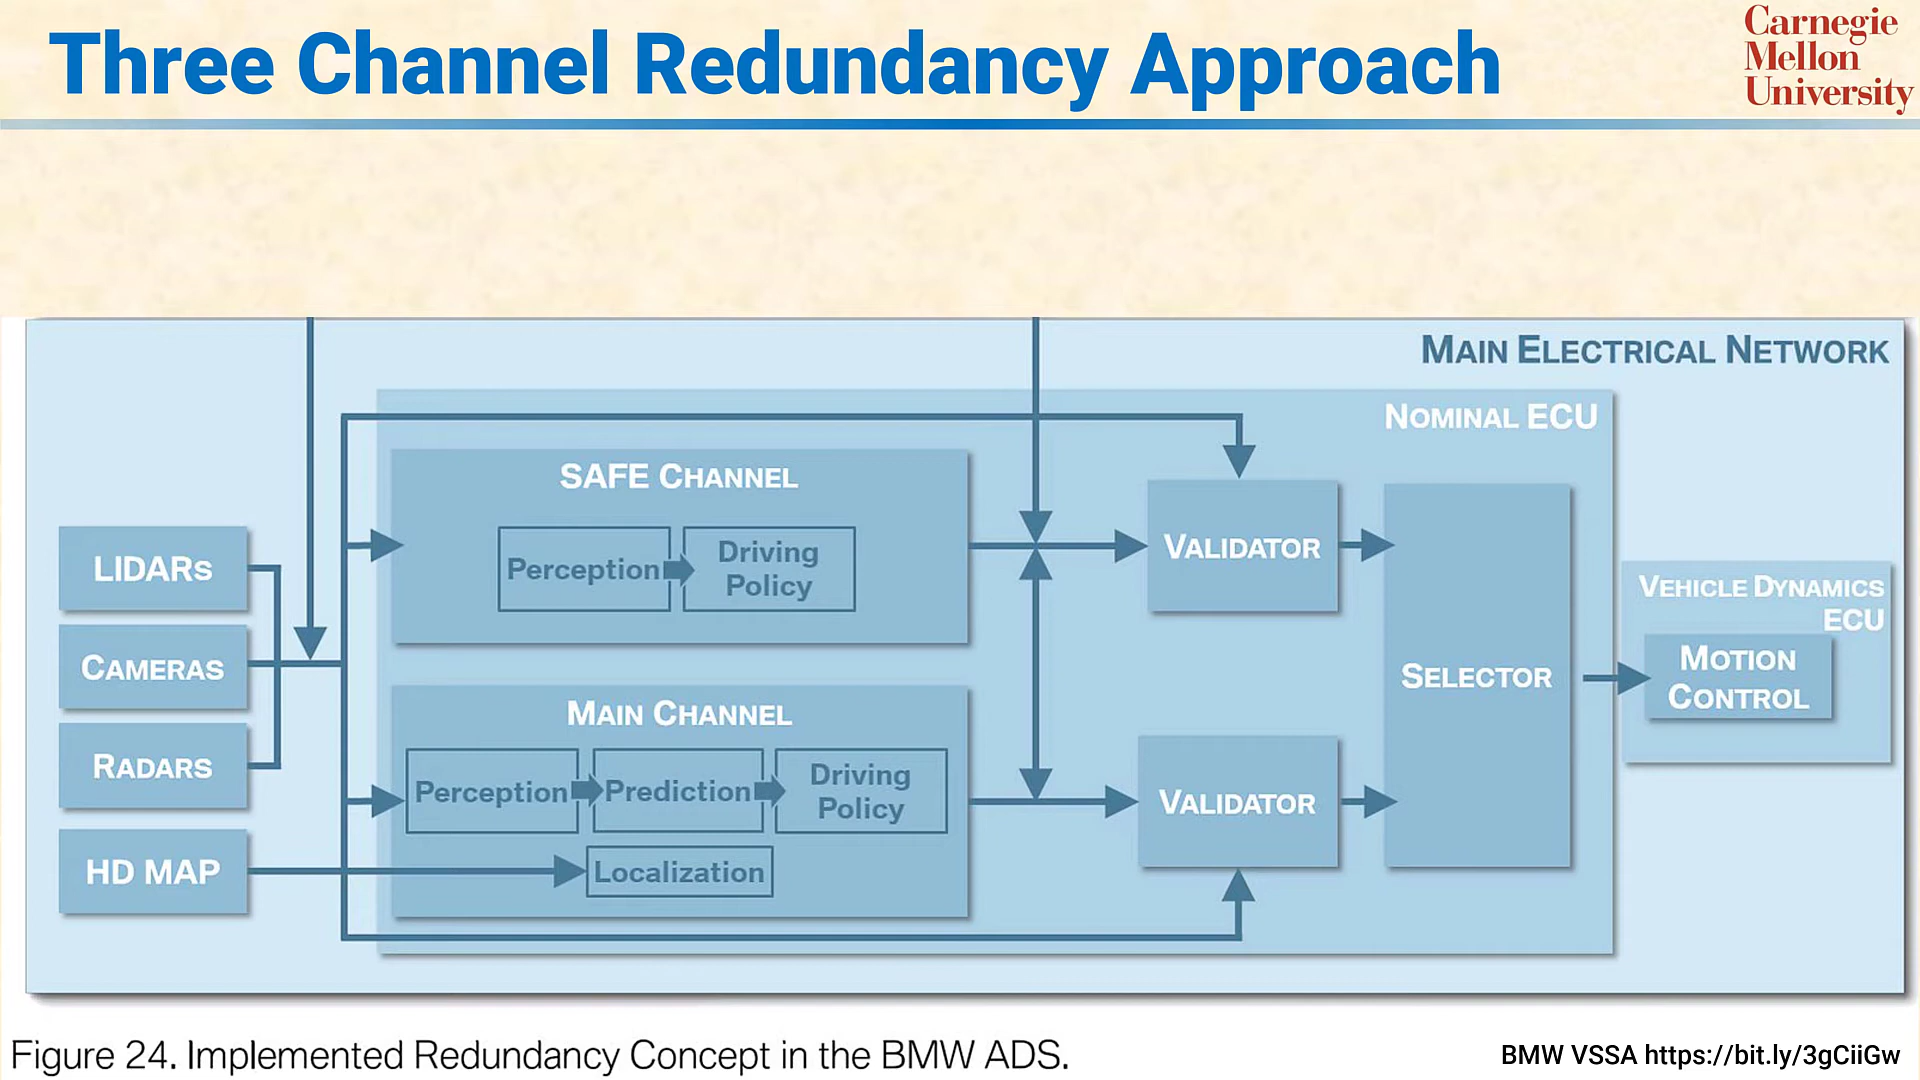 Three Channel Redundancy Approach
Carnegie
Mellon
University
MAIN ELECTRICAL NETWORK
NOMINAL ECU
SAFE CHANNEL
Perception
Driving
Policy
VALIDATOR
LIDARs
CAMERAS
RADARS
HD MAP
MAIN CHANNEL
Perception
Prediction
Driving
Policy
Localization
VALIDATOR
SELECTOR
VEHICLE DYNAMICS
ECU
MOTION
CONTROL
Figure 24. Implemented Redundancy Concept in the BMW ADS.
BMW VSSA https://bit.ly/3gCiiGw